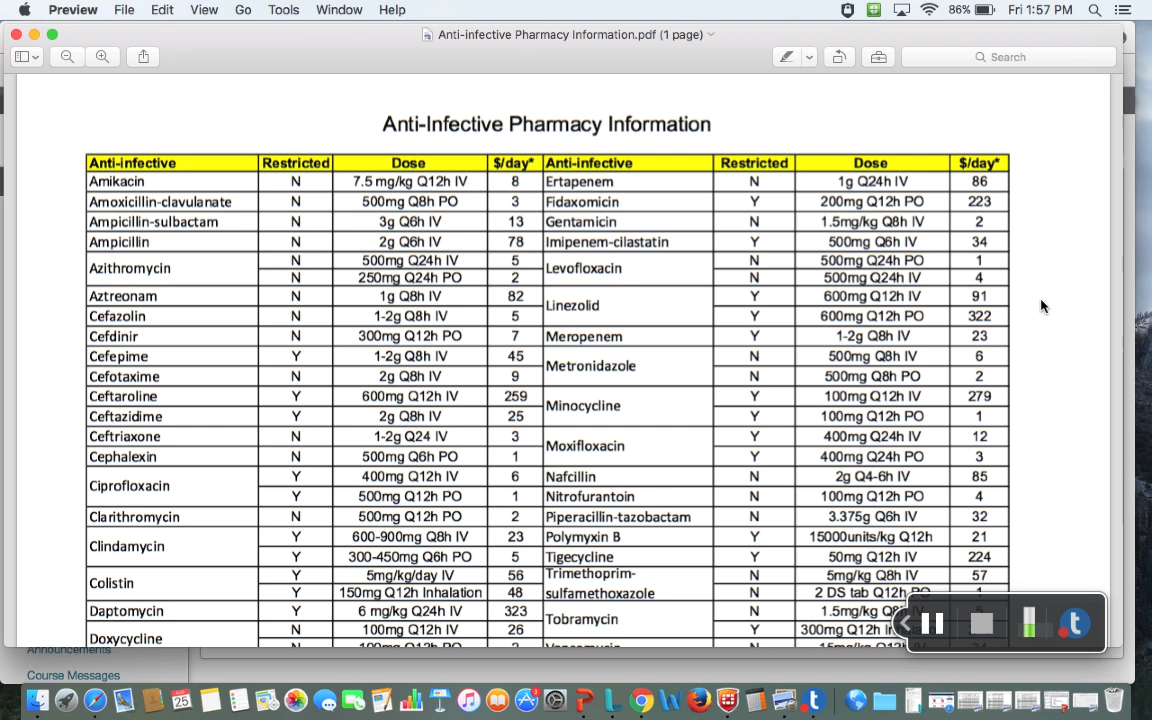 Preview File Edit View Go Tools Window Help 86% Fri 1:57 PM
Anti-infective Pharmacy Information.pdf (1 page)
Search
Anti-Infective Pharmacy Information
Anti-infective Restricted Dose $/day* Anti-infective Restricted Dose $/day*
Amikacin N 7.5 mg/kg Q12h IV 8 Ertapenem N 1g Q24h IV 86
Amoxicillin-clavulanate N 500mg Q8h PO 3 Fidaxomicin Y 200mg Q12h PO 223
Ampicillin-sulbactam N 3g Q6h IV 13 Gentamicin N 1.5mg/kg Q8h IV 2
Ampicillin N 2g Q6h IV 78 Imipenem-cilastatin Y 500mg Q6h IV 34
Azithromycin N 500mg Q24h IV 5 Levofloxacin N 500mg Q24h PO 1
N 250mg Q24h PO 2 N 500mg Q24h IV 4
Aztreonam N 1g Q8h IV 82 Linezolid Y 600mg Q12h IV 91
Cefazolin N 1-2g Q8h IV 5 Y 600mg Q12h PO 322
Cefdinir N 300mg Q12h PO 7 Meropenem Y 1-2g Q8h IV 23
Cefepime Y 1-2g Q8h IV 45 Metronidazole N 500mg Q8h IV 6
Cefotaxime N 2g Q8h IV 9 N 500mg Q8h PO 2
Ceftaroline Y 600mg Q12h IV 259 Minocycline Y 100mg Q12h IV 279
Ceftazidime Y 2g Q8h IV 25 Y 100mg Q12h PO 1
Ceftriaxone N 1-2g Q24 IV 3 Moxifloxacin Y 400mg Q24h IV 12
Cephalexin N 500mg Q6h PO 1 Y 400mg Q24h PO 3
Ciprofloxacin Y 400mg Q12h IV 6 Nafcillin N 2g Q4-6h IV 85
Y 500mg Q12h PO 1 Nitrofurantoin N 100mg Q12h PO 4
Clarithromycin N 500mg Q12h PO 2 Piperacillin-tazobactam N 3.375g Q6h IV 32
Clindamycin Y 600-900mg Q8h IV 23 Polymyxin B Y 15000units/kg Q12h 21
Y 300-450mg Q6h PO 5 Tigecycline Y 50mg Q12h IV 224
Colistin Y 5mg/kg/day IV 56 Trimethoprim- N 5mg/kg Q8h IV 57
Y 150mg Q12h Inhalation 48 sulfamethoxazole N 2 DS tab Q12h PO
Daptomycin Y 6 mg/kg Q24h IV 323 Tobramycin N 1.5mg/kg
Doxycycline N 100mg Q12h IV 26 Y 300mg Q12h
Announcements
Course Messages
AUG
25